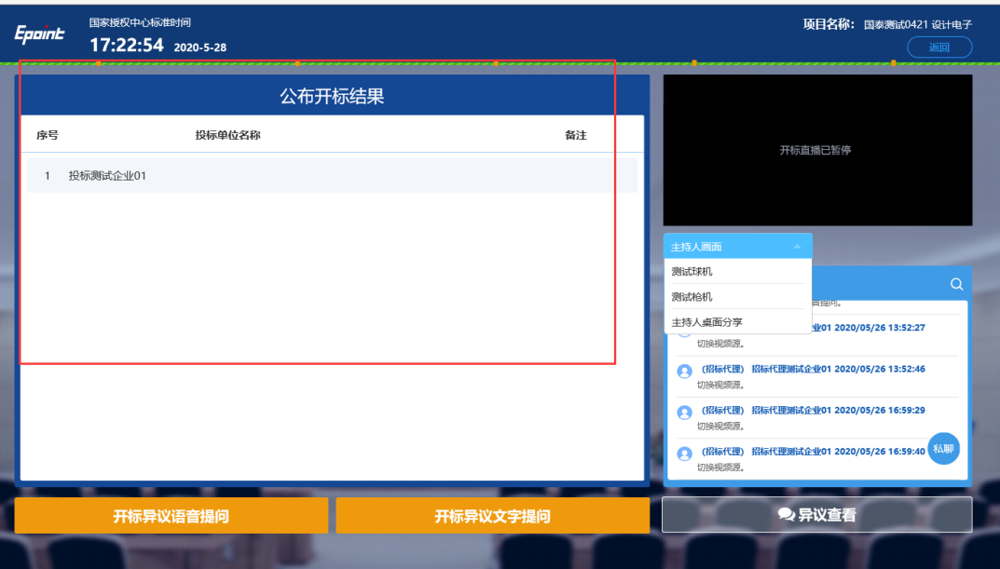 Epoint
国家授权中心标准时间
17:22:54 2020-5-28
项目名称： 国泰测试0421 设计电子
返回
公布开标结果
序号 投标单位名称 备注
1 投标测试企业01
开标直播已暂停
主持人画面
测试球机
测试枪机
主持人桌面分享
业01 2020/05/26 13:52:27
切换视频源。
(招标代理) 招标代理测试企业01 2020/05/26 13:52:46
切换视频源。
(招标代理) 招标代理测试企业01 2020/05/26 16:59:29
切换视频源。
(招标代理) 招标代理测试企业01 2020/05/26 16:59:40
切换视频源。
私聊
开标异议语音提问
开标异议文字提问
异议查看